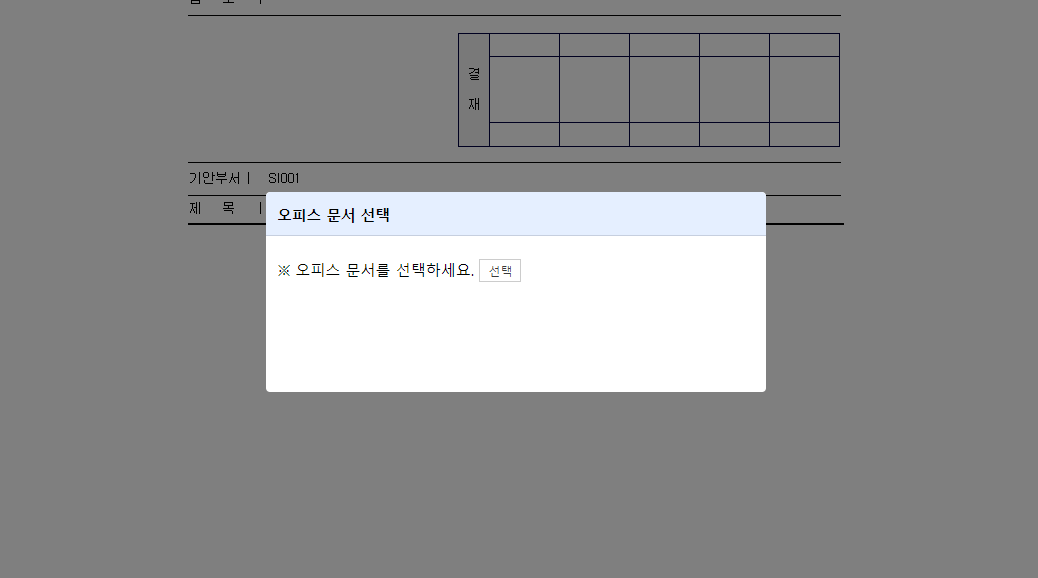 결
재
기안부서ㅣ SI001
제 목 ㅣ
오피스 문서 선택
※ 오피스 문서를 선택하세요. 선택